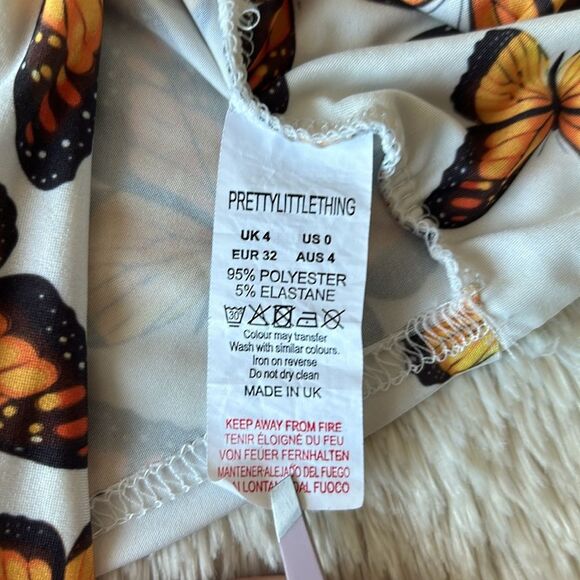 PRETTYLITTLETHING
UK 4 US 0
EUR 32 AUS 4
95% POLYESTER
5% ELASTANE
30
Colour may transfer
Wash with similar colours.
Iron on reverse
Do not dry clean
MADE IN UK
KEEP AWAY FROM FIRE
TENIR ÉLOIGNÉ DU FEU
VON FEUER FERNHALTEN
MANTENER ALEJADO DEL FUEGO
DAL FUOCO